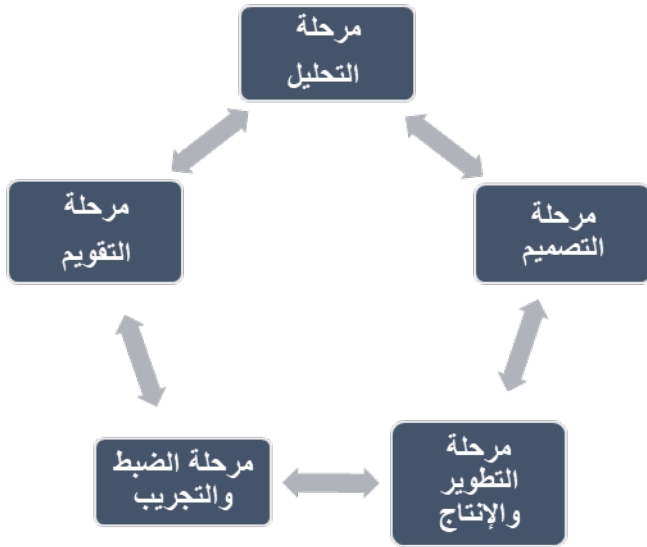 مرحلة
التحليل
مرحلة
التصميم
مرحلة
التطوير
والإنتاج
مرحلة الضبط
والتجريب
مرحلة
التقويم